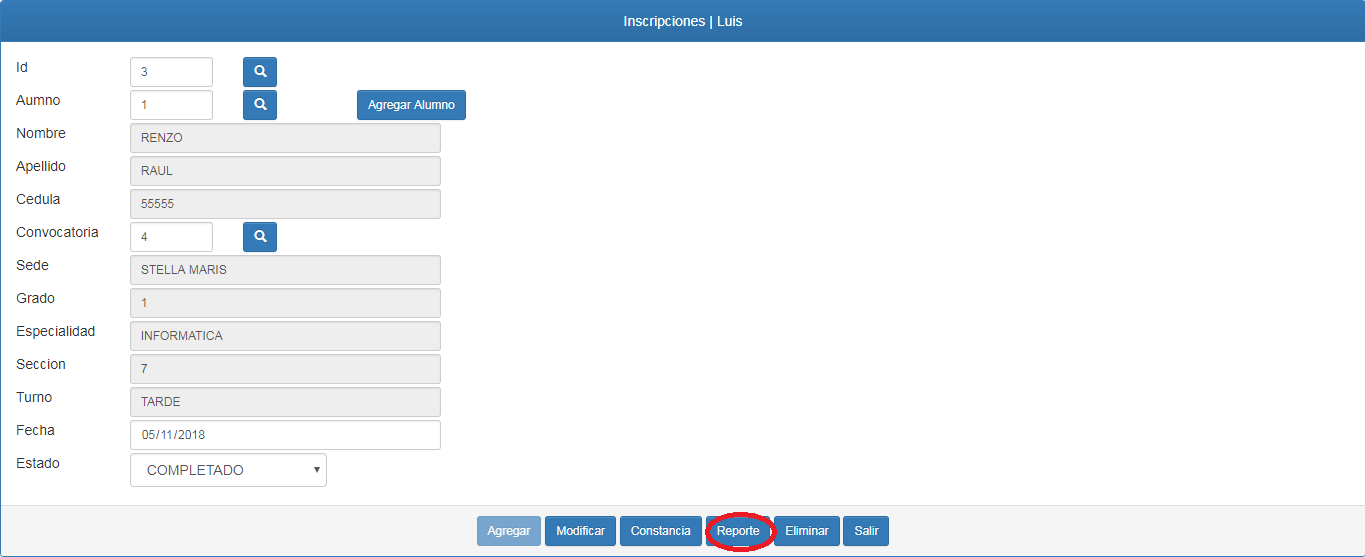 Inscripciones | Luis
Id 3
Aumno 1 Agregar Alumno
Nombre RENZO
Apellido RAUL
Cedula 55555
Convocatoria 4
Sede STELLA MARIS
Grado 1
Especialidad INFORMATICA
Seccion 7
Turno TARDE
Fecha 05/11/2018
Estado COMPLETADO
Agregar Modificar Constancia Reporte Eliminar Salir